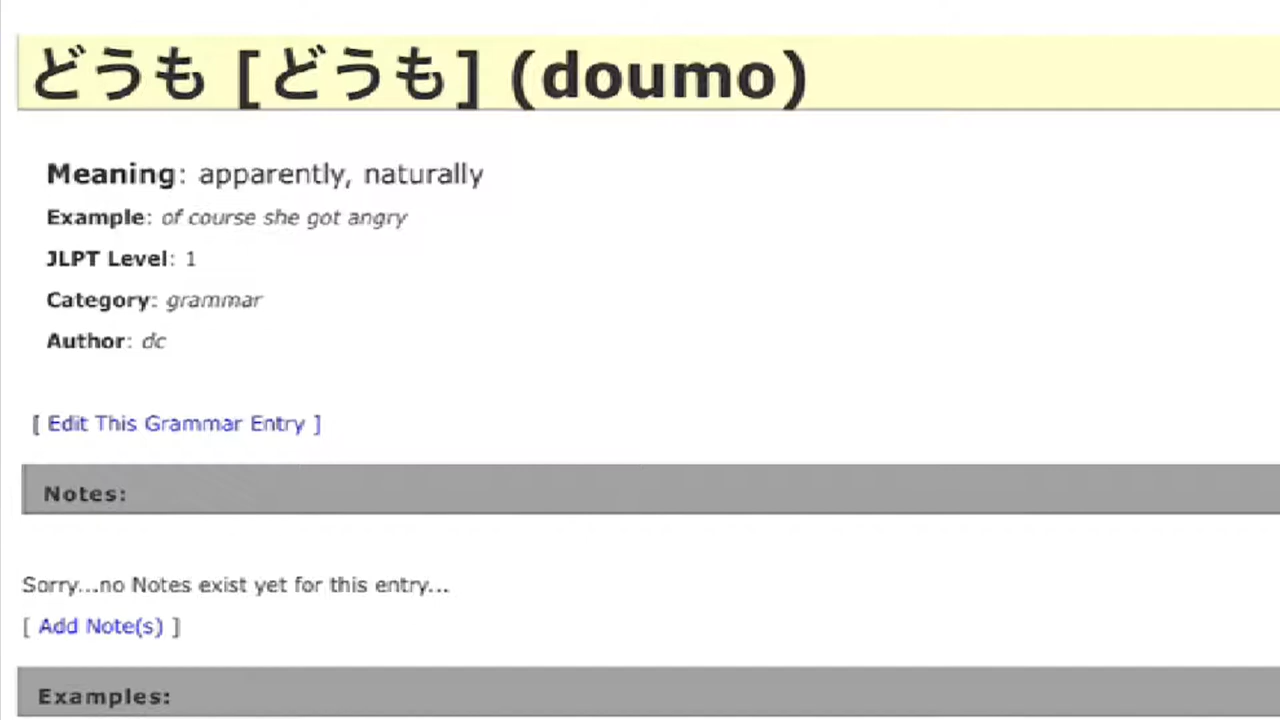 どうも [どうも] (doumo)
Meaning: apparently, naturally
Example: of course she got angry
JLPT Level: 1
Category: grammar
Author: dc
[ Edit This Grammar Entry ]
Notes:
Sorry...no Notes exist yet for this entry...
[ Add Note(s) ]
Examples: